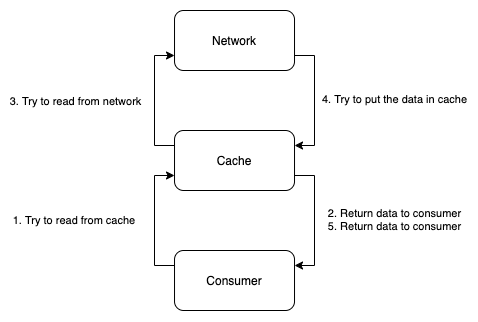 Network
3. Try to read from network
4. Try to put the data in cache
Cache
1. Try to read from cache
2. Return data to consumer
5. Return data to consumer
Consumer